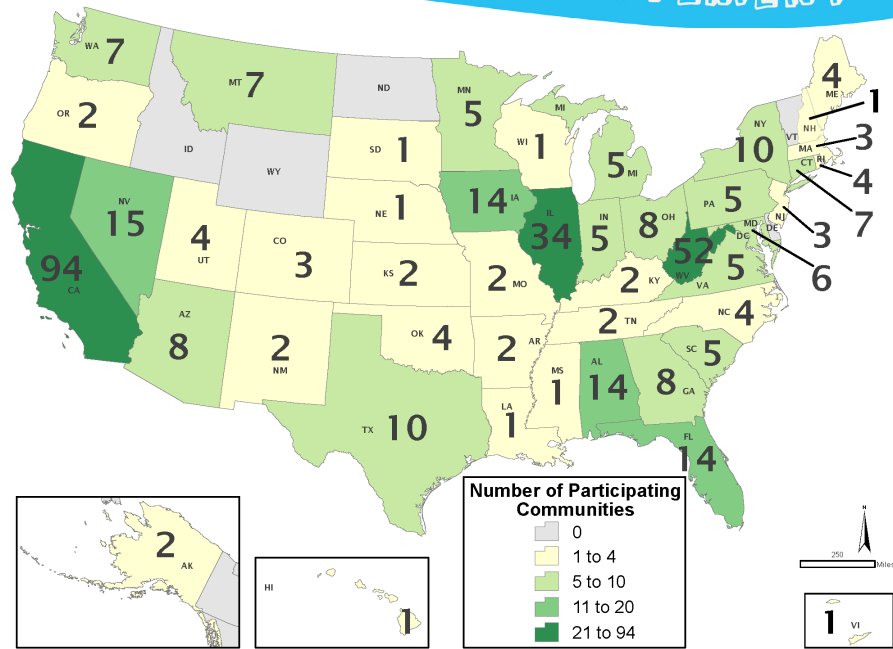 WA 7
MT 7
ND
MN 5
MI
ME 4
1
OR 2
ID
SD 1
WI 1
5 MI
NY 10
VT
NH
MA
3
WY
CT
RI
4
NV 15
NE 1
14 IA
IL 34
IN 5
8 OH
PA 5
NJ
7
UT 4
CO 3
KS 2
2 MO
2 KY
52 WV
MD
DE
DC
3
94 CA
VA 5
6
AZ 8
2 NM
OK 4
2 AR
2 TN
NC 4
TX 10
LA 1
MS 1
AL 14
8 GA
SC 5
FL 14
2 AK
HI
1
Number of Participating
Communities
0
1 to 4
5 to 10
11 to 20
21 to 94
N
250
Miles
1 VI